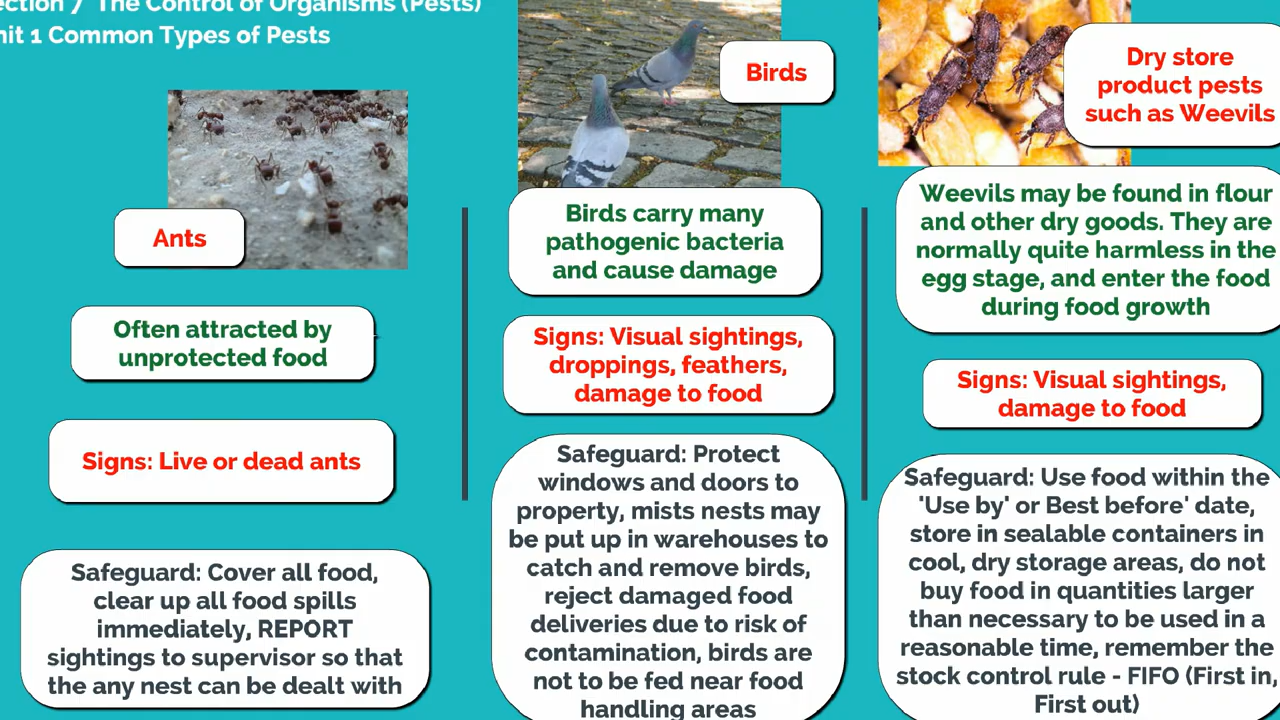 ection 7 The Control of Organisms (Pests)
nit 1 Common Types of Pests
Ants
Often attracted by
unprotected food
Signs: Live or dead ants
Safeguard: Cover all food,
clear up all food spills
immediately, REPORT
sightings to supervisor so that
the any nest can be dealt with
Birds
Birds carry many
pathogenic bacteria
and cause damage
Signs: Visual sightings,
droppings, feathers,
damage to food
Safeguard: Protect
windows and doors to
property, mists nests may
be put up in warehouses to
catch and remove birds,
reject damaged food
deliveries due to risk of
contamination, birds are
not to be fed near food
handling areas
Dry store
product pests
such as Weevils
Weevils may be found in flour
and other dry goods. They are
normally quite harmless in the
egg stage, and enter the food
during food growth
Signs: Visual sightings,
damage to food
Safeguard: Use food within the
'Use by' or Best before' date,
store in sealable containers in
cool, dry storage areas, do not
buy food in quantities larger
than necessary to be used in a
reasonable time, remember the
stock control rule - FIFO (First in,
First out)